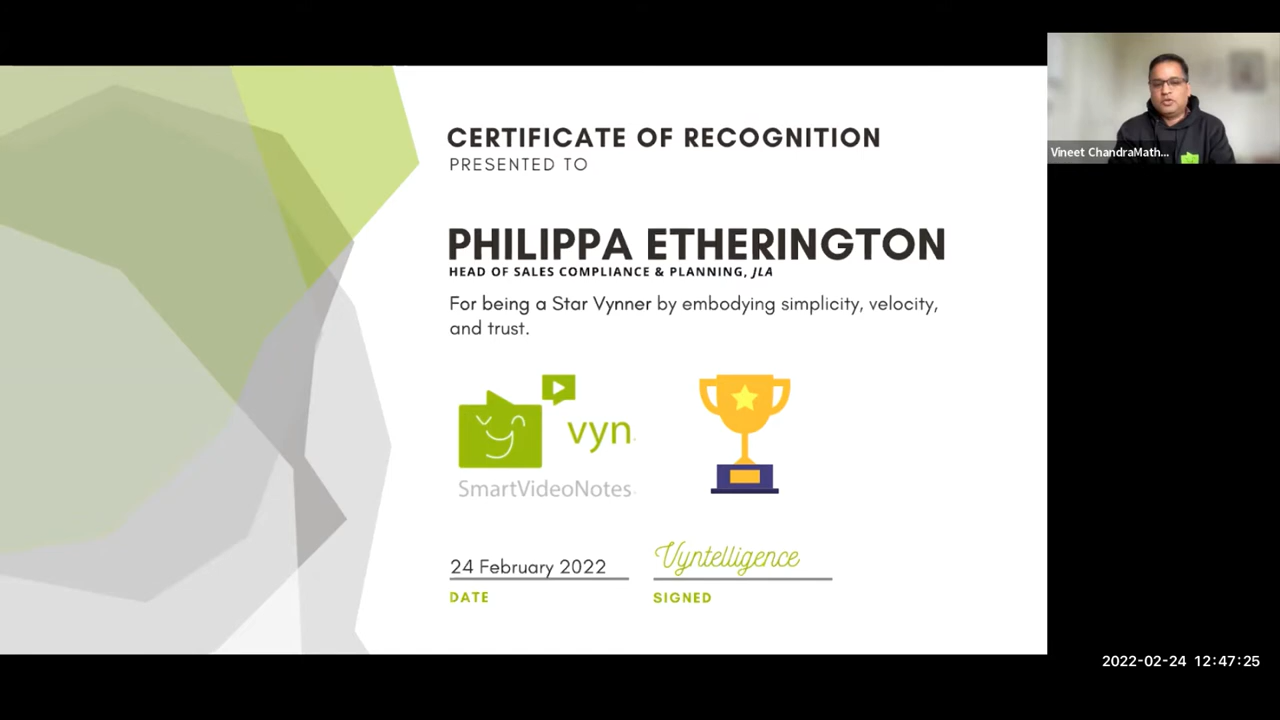 CERTIFICATE OF RECOGNITION
PRESENTED TO
PHILIPPA ETHERINGTON
HEAD OF SALES COMPLIANCE & PLANNING, JLA
For being a Star Vynner by embodying simplicity, velocity,
and trust.
vyn
SmartVideoNotes
24 February 2022
Vyntelligence
DATE
SIGNED
Vineet ChandraMath...
2022-02-24 12:47:25